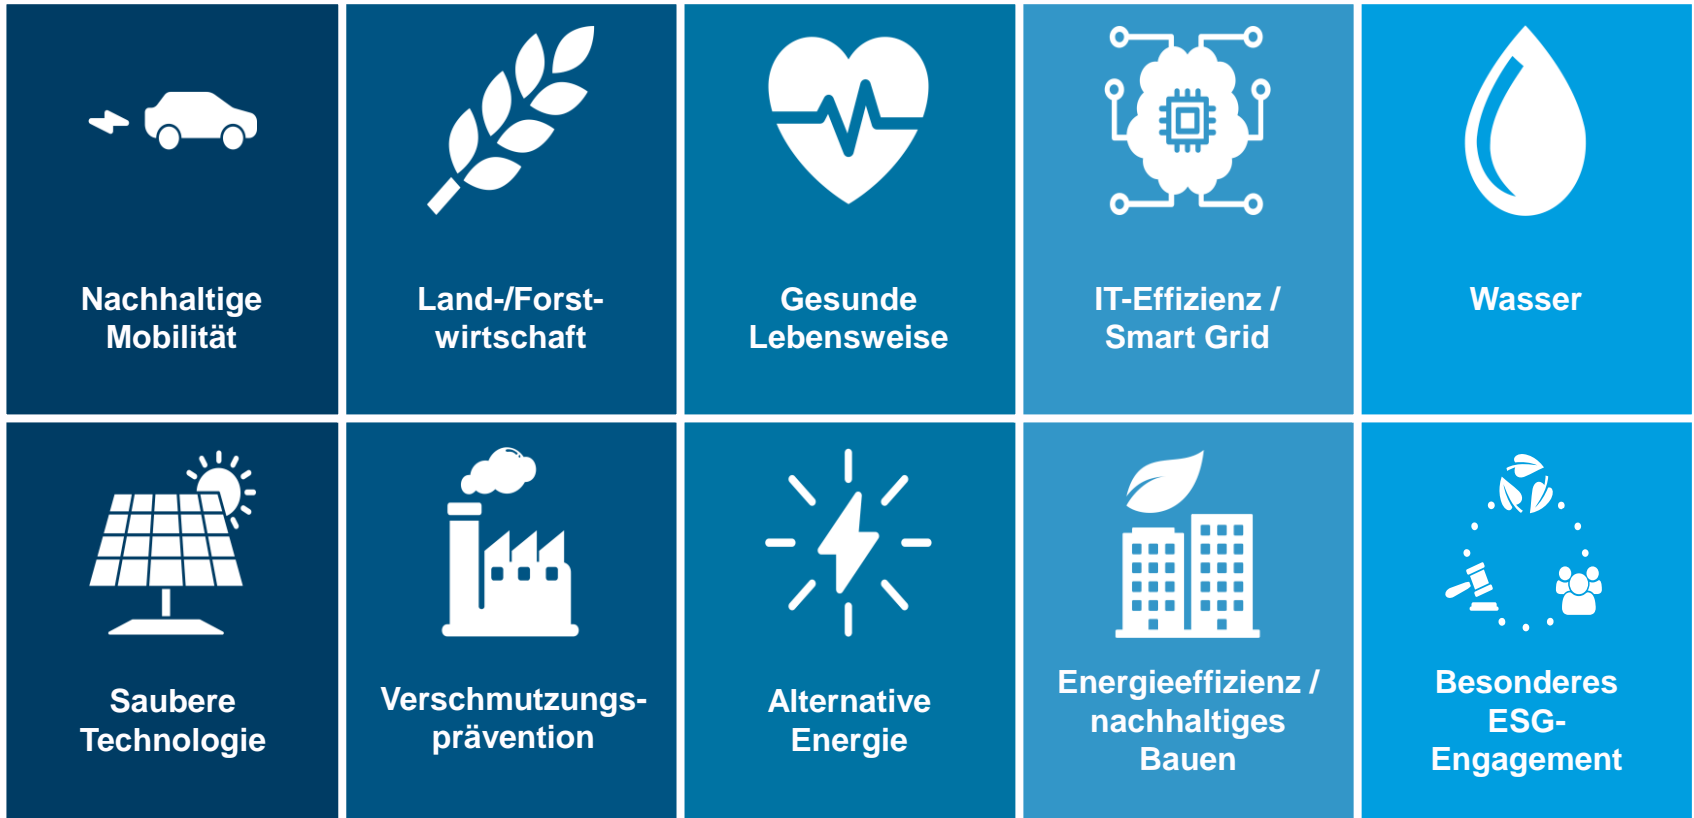 Nachhaltige
Mobilität
Land-/Forst-
wirtschaft
Gesunde
Lebensweise
IT-Effizienz /
Smart Grid
Wasser
Saubere
Technologie
Verschmutzungs-
prävention
Alternative
Energie
Energieeffizienz /
nachhaltiges
Bauen
Besonderes
ESG-
Engagement